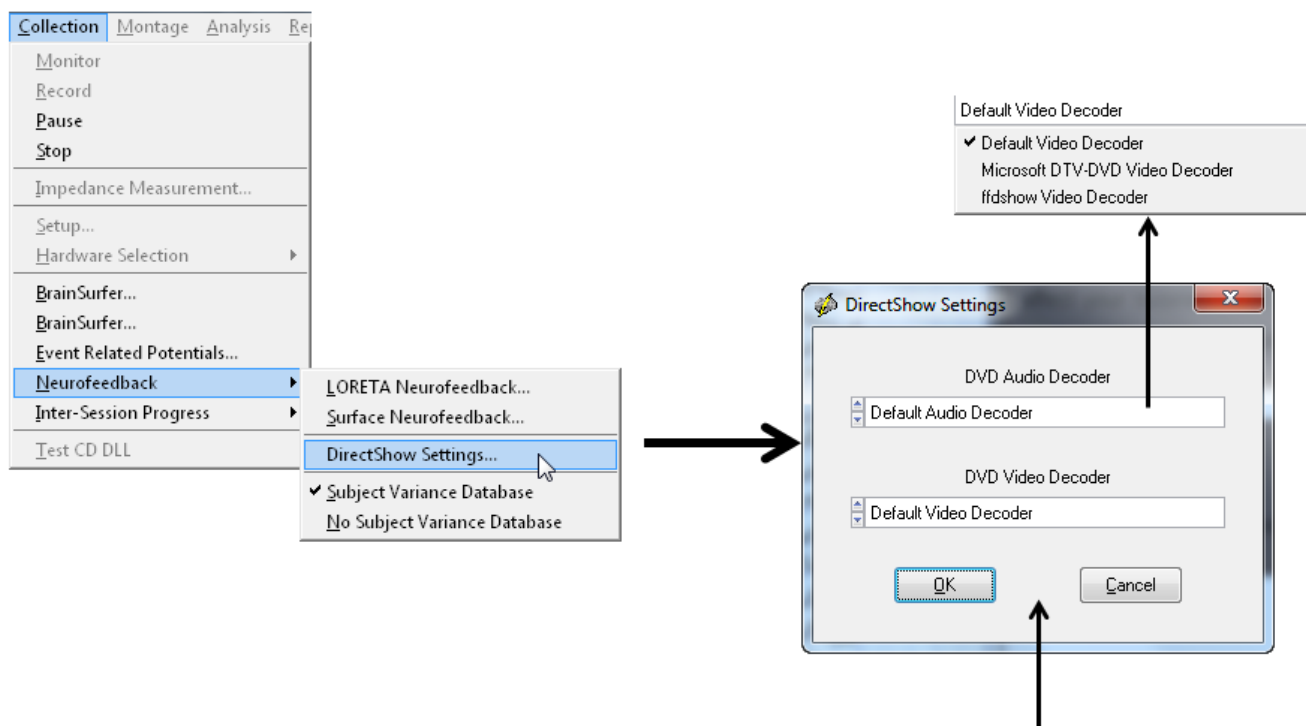 Collection Montage Analysis Re
Monitor
Record
Pause
Stop
Impedance Measurement...
Setup...
Hardware Selection
BrainSurfer...
BrainSurfer...
Event Related Potentials...
Neurofeedback
Inter-Session Progress
Test CD DLL
LORETA Neurofeedback...
Surface Neurofeedback...
DirectShow Settings...
Subject Variance Database
No Subject Variance Database
Default Video Decoder
Default Video Decoder
Microsoft DTV-DVD Video Decoder
ffdshow Video Decoder
DirectShow Settings
DVD Audio Decoder
Default Audio Decoder
DVD Video Decoder
Default Video Decoder
OK Cancel